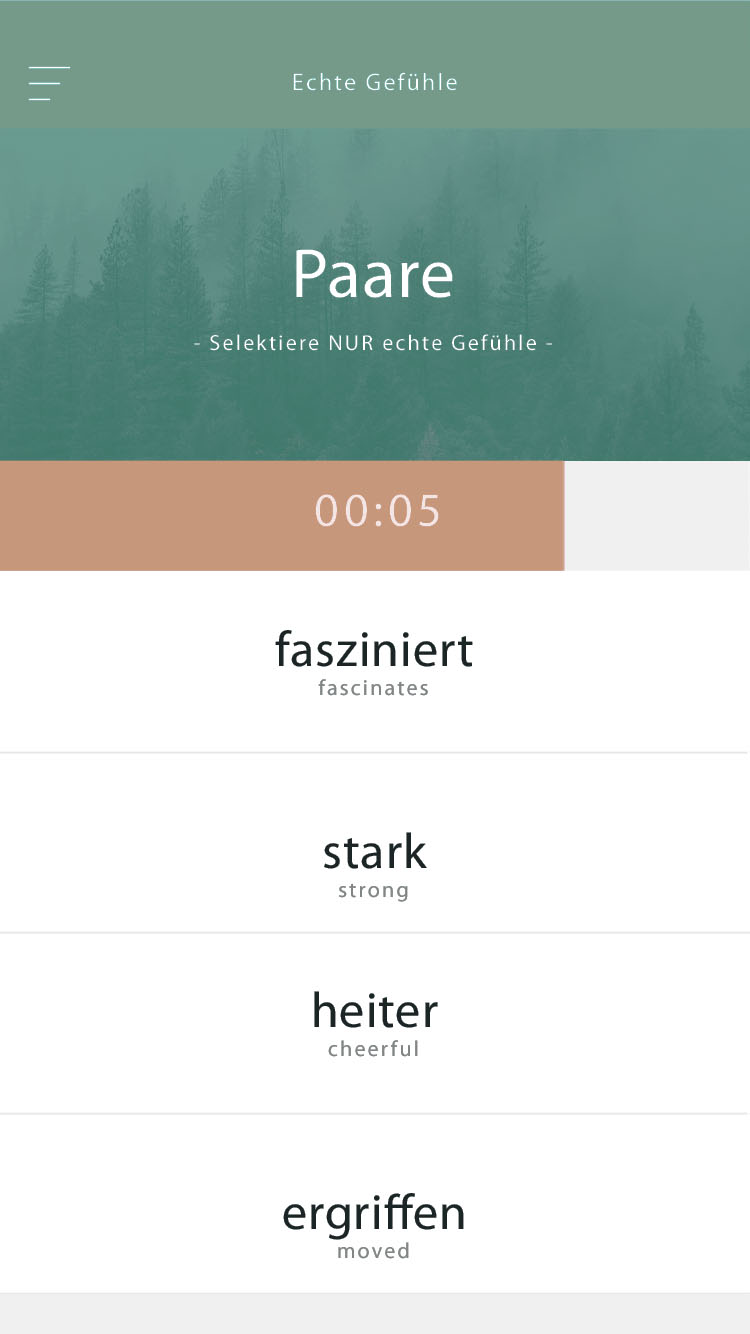 Echte Gefühle
Paare
- Selektiere NUR echte Gefühle -
00:05
fasziniert
fascinates
stark
strong
heiter
cheerful
ergriffen
moved